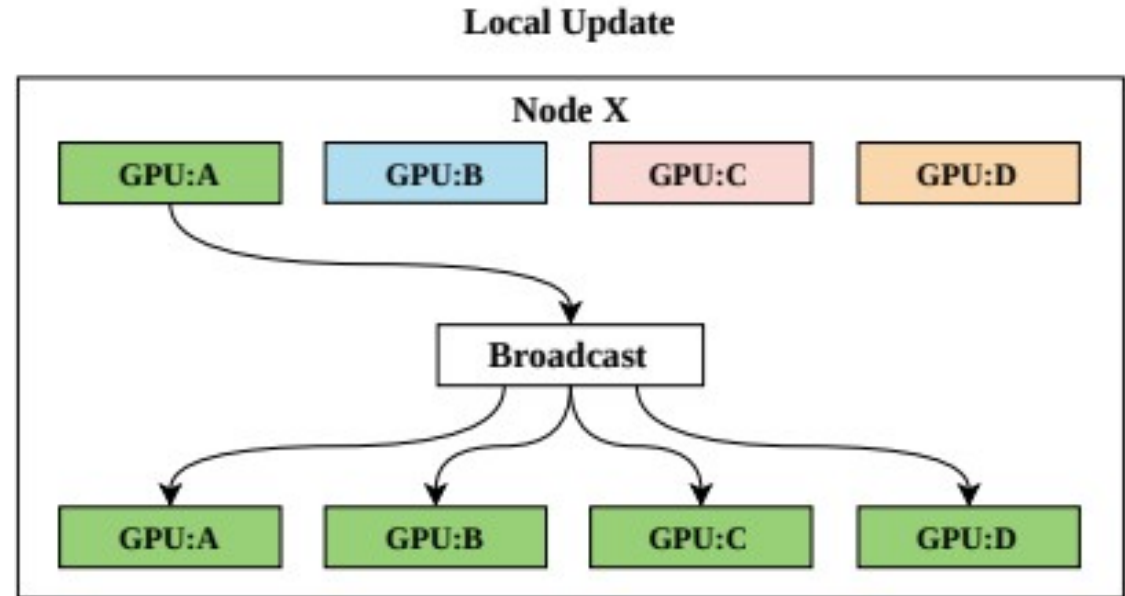 Local Update
Node X
GPU:A GPU:B GPU:C GPU:D
Broadcast
GPU:A GPU:B GPU:C GPU:D